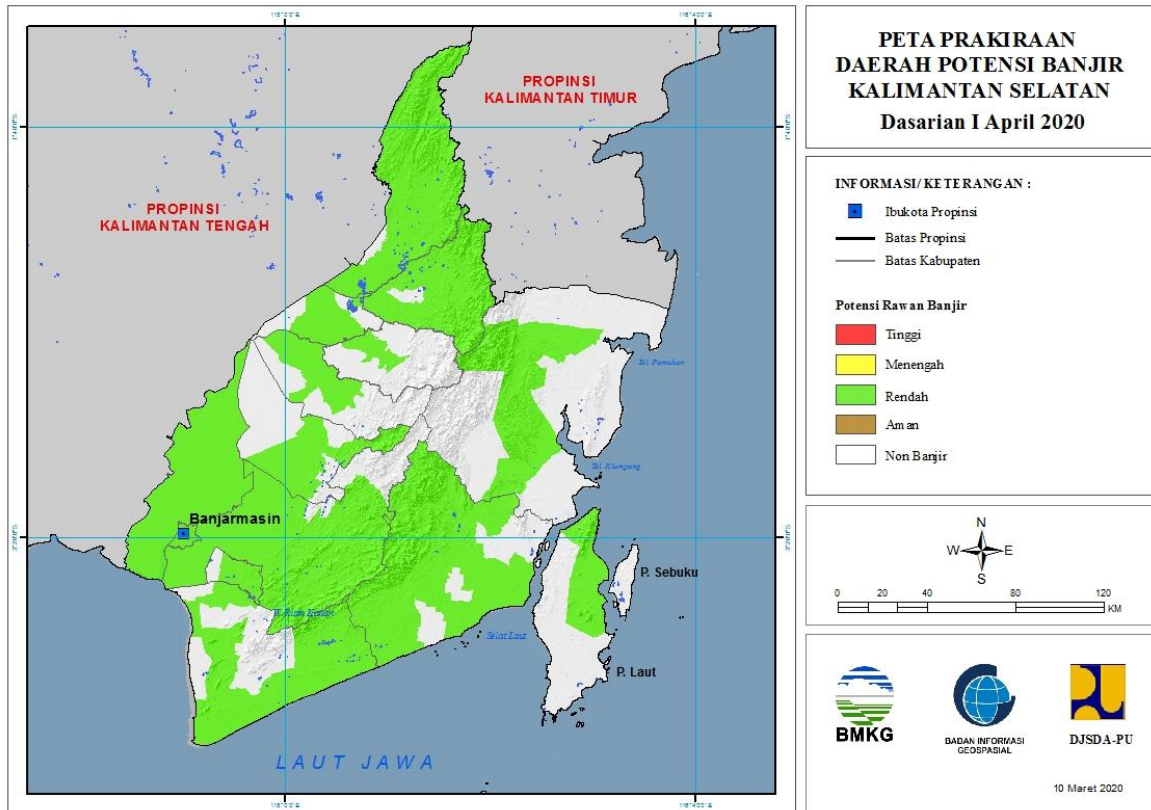 PETA PRAKIRAAN
DAERAH POTENSI BANJIR
KALIMANTAN SELATAN
Dasarian I April 2020
INFORMASI/ KETERANGAN :
Ibukota Propinsi
Batas Propinsi
Batas Kabupaten
Potensi Rawan Banjir
Tinggi
Menengah
Rendah
Aman
Non Banjir
N
W E
S
0 20 40 80 120
KM
BMKG
BADAN INFORMASI
GEOSPASIAL
DJSDA-PU
10 Maret 2020
PROPINSI
KALIMANTAN TIMUR
PROPINSI
KALIMANTAN TENGAH
Tel. Pamukan
Tel. Klumpang
Banjarmasin
P. Sebuku
Selat Laut
P. Laut
LAUT JAWA